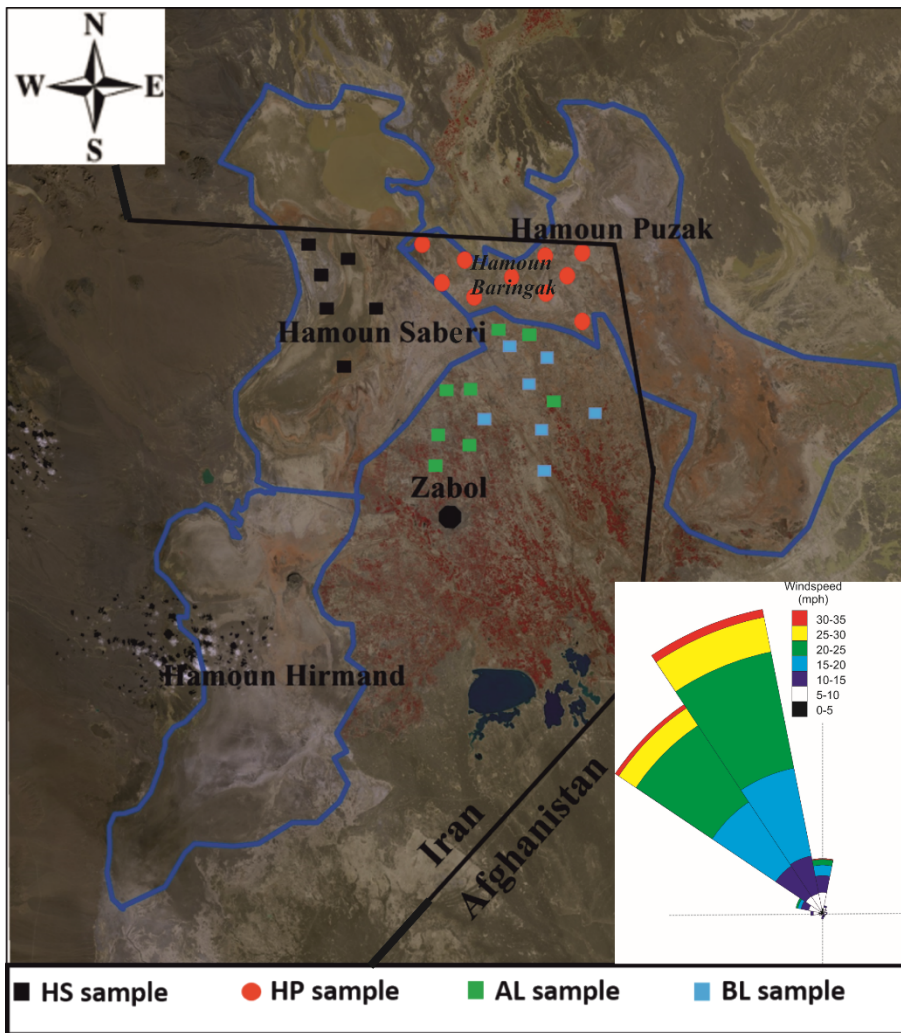 N
W E
S
Hamoun Puzak
Hamoun
Baringak
Hamoun Saberi
Zabol
Windspeed
(mph)
30-35
25-30
20-25
15-20
10-15
5-10
0-5
Hamoun Hirmand
Iran
Afghanistan
HS sample HP sample AL sample BL sample